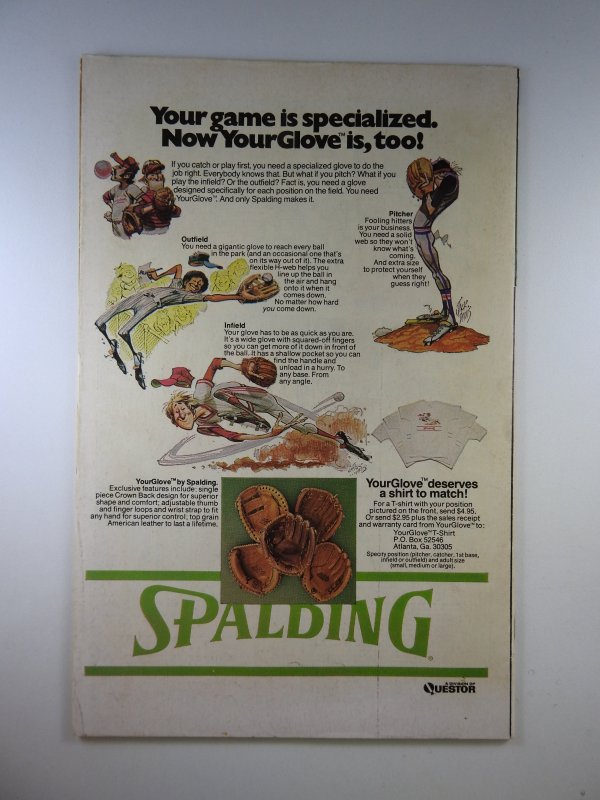 Your game is specialized.
Now YourGlove™ is, too!
If you catch or play first, you need a specialized glove to do the
job right. Everybody knows that. But what if you pitch? What if you
play the infield? Or the outfield? Fact is, you need a glove
designed specifically for each position on the field. You need
YourGlove™. And only Spalding makes it.
Pitcher
Fooling hitters
is your business.
You need a solid
web so they won't
know what's
coming.
And extra size
to protect yourself
when they
guess right!
Outfield
You need a gigantic glove to reach every ball
in the park (and an occasional one that's
on its way out of it). The extra
flexible H-web helps you
line up the ball in
the air and hang
onto it when it
comes down.
No matter how hard
you come down.
Infield
Your glove has to be as quick as you are.
It's a wide glove with squared-off fingers
so you can get more of it down in front of
the ball. It has a shallow pocket so you can
find the handle and
unload in a hurry. To
any base. From
any angle.
YourGlove™ by Spalding.
Exclusive features include: single
piece Crown Back design for superior
shape and comfort; adjustable thumb
and finger loops and wrist strap to fit
any hand for superior control; top grain
American leather to last a lifetime.
YourGlove™ deserves
a shirt to match!
For a T-shirt with your position
pictured on the front, send $4.95.
Or send $2.95 plus the sales receipt
and warranty card from YourGlove™ to:
YourGlove™ T-Shirt
P.O. Box 52546
Atlanta, Ga. 30305
Specify position (pitcher, catcher, 1st base,
infield or outfield) and adult size
(small, medium or large).
SPALDING®
A DIVISION OF
QUESTOR